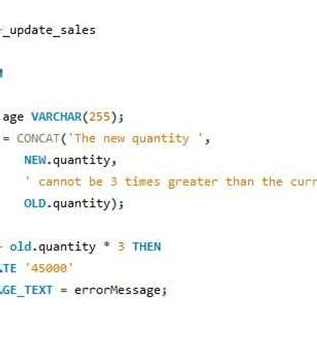 _update_sales
age VARCHAR(255);
= CONCAT('The new quantity ',
NEW.quantity,
' cannot be 3 times greater than the curr
OLD.quantity);
old.quantity * 3 THEN
TE '45000'
GE_TEXT = errorMessage;